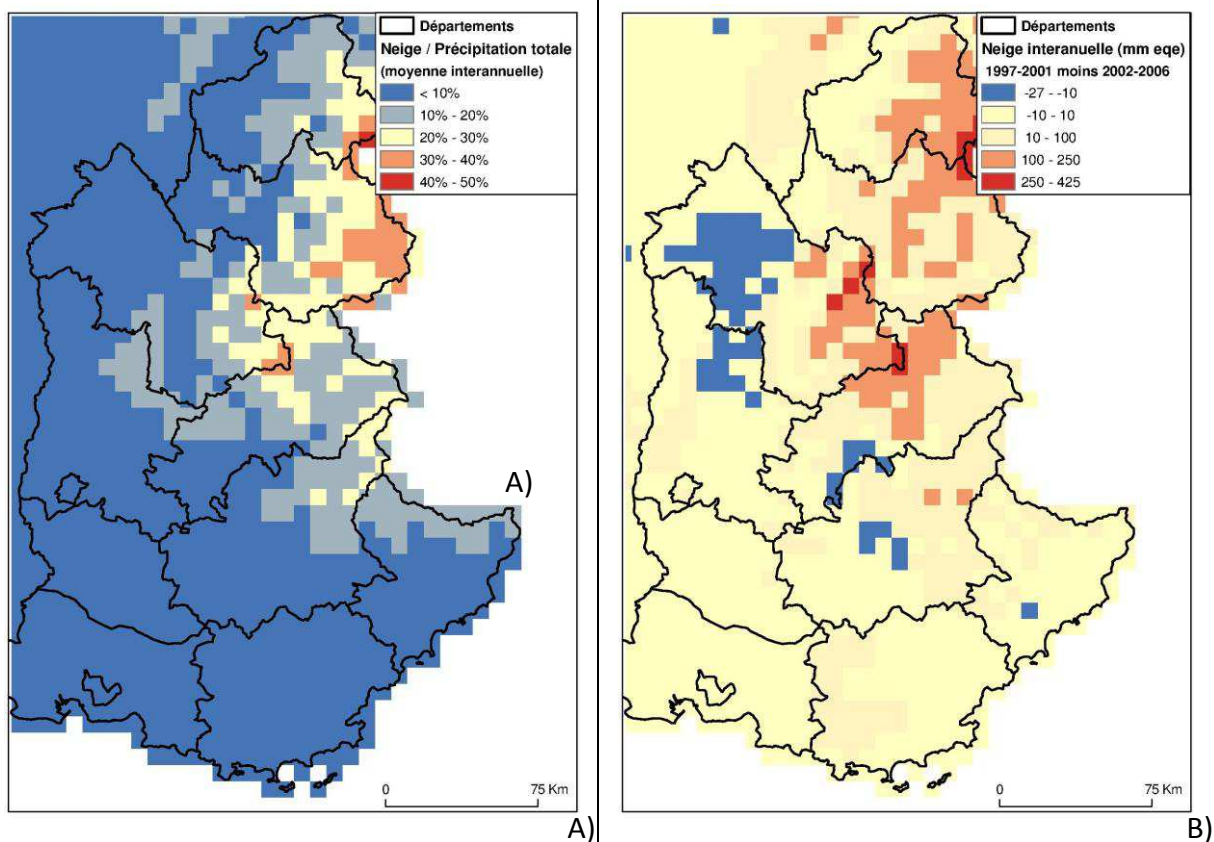 Départements
Neige / Précipitation totale
(moyenne interannuelle)
< 10%
10% - 20%
20% - 30%
30% - 40%
40% - 50%
A)
0 75 Km
A)
Départements
Neige interanuelle (mm eqe)
1997-2001 moins 2002-2006
-27 - -10
-10 - 10
10 - 100
100 - 250
250 - 425
0 75 Km
B)